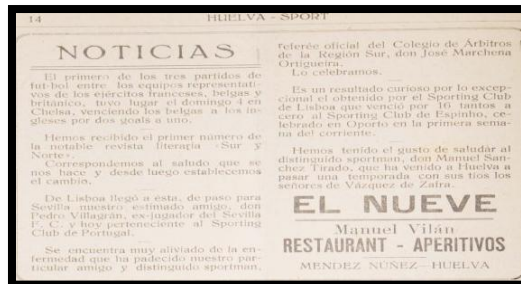 14
HUELVA - SPORT
NOTICIAS
El primero de los tres partidos de
fut-bol entre los equipos representati-
vos de los ejércitos franceses, belgas y
británico, tuvo lugar el domingo 4 en
Chelsa, venciendo los belgas a los in-
gleses por dos goals a uno.
Hemos recibido el primer número de
la notable revista literaria «Sur y
Norte».
Correspondemos al saludo que se
nos hace y desde luego establecemos
el cambio.
De Lisboa llegó a esta, de paso para
Sevilla nuestro estimado amigo, don
Pedro Villagrán, ex-jugador del Sevilla
F. C. y hoy perteneciente al Sporting
Club de Portugal.
Se encuentra muy aliviado de la en-
fermedad que ha padecido nuestro par-
ticular amigo y distinguido sportman,
referée oficial del Colegio de Árbitros
de la Región Sur, don José Marchena
Ortigueira.
Lo celebramos.
Es un resultado curioso por lo excep-
cional el obtenido por el Sporting Club
de Lisboa que venció por 16 tantos a
cero al Sporting Club de Espinho, ce-
lebrado en Oporto en la primera sema-
na del corriente.
Hemos tenido el gusto de saludar al
distinguido sportman, don Manuel San-
chez Tirado, que ha venido a Huelva a
pasar una temporada con sus tíos los
señores de Vázquez de Zafra.
EL NUEVE
Manuel Vilán
RESTAURANT - APERITIVOS
MENDEZ NÚÑEZ—HUELVA